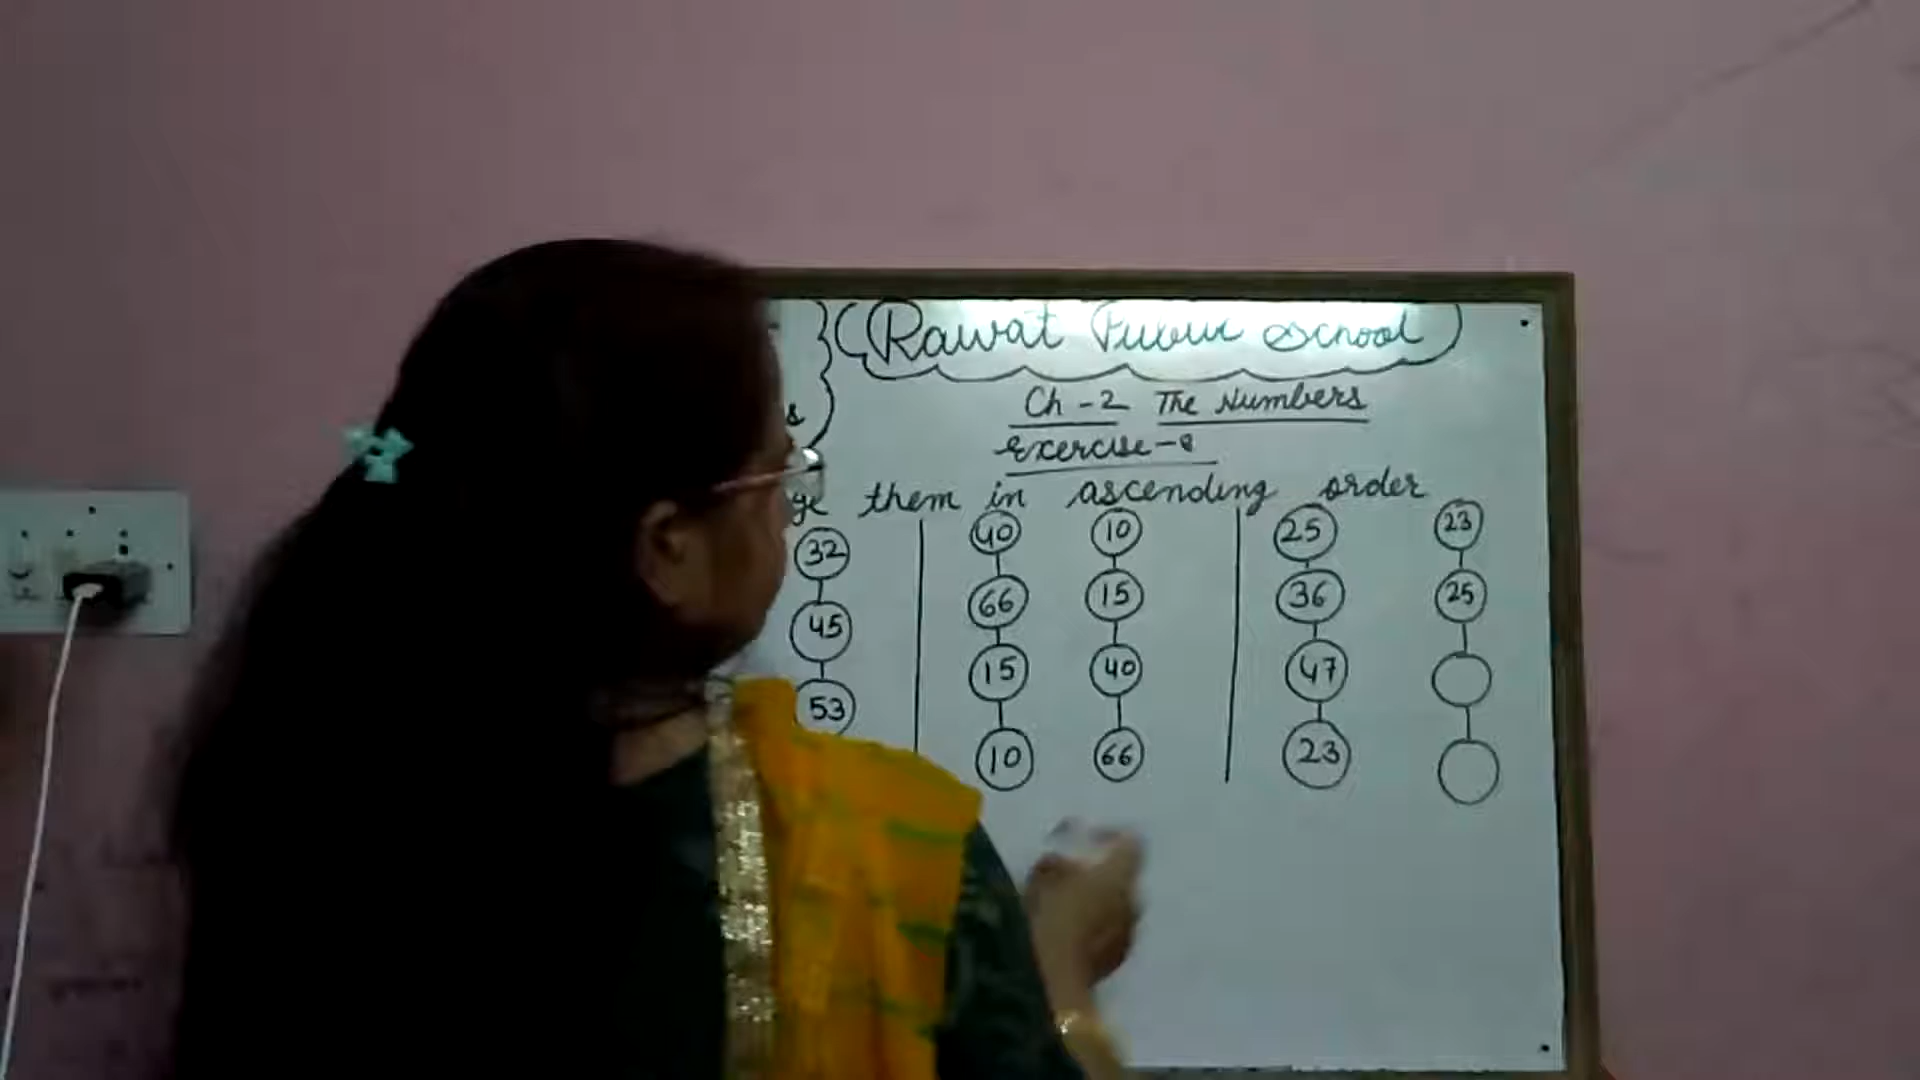 Rawat Public School
s
Ch-2 The Numbers
Exercise-8
ge them in ascending order
32 40 10 25 23
45 66 15 36 25
53 15 40 47
10 66 23